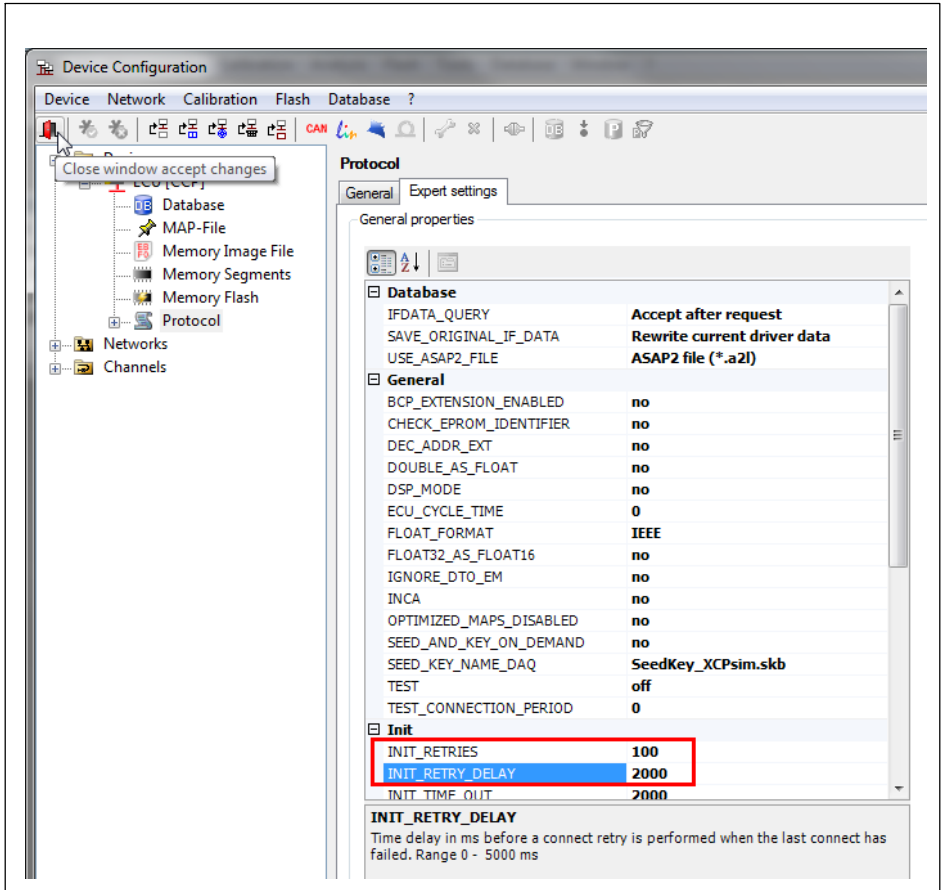 Device Configuration
Device Network Calibration Flash Database ?
CAN
Close window accept changes
ECU [CCP]
Database
MAP-File
Memory Image File
Memory Segments
Memory Flash
Protocol
Networks
Channels
Protocol
General Expert settings
General properties
Database
IFDATA_QUERY Accept after request
SAVE_ORIGINAL_IF_DATA Rewrite current driver data
USE_ASAP2_FILE ASAP2 file (*.a2l)
General
BCP_EXTENSION_ENABLED no
CHECK_EPROM_IDENTIFIER no
DEC_ADDR_EXT no
DOUBLE_AS_FLOAT no
DSP_MODE no
ECU_CYCLE_TIME 0
FLOAT_FORMAT IEEE
FLOAT32_AS_FLOAT16 no
IGNORE_DTO_EM no
INCA no
OPTIMIZED_MAPS_DISABLED no
SEED_AND_KEY_ON_DEMAND no
SEED_KEY_NAME_DAQ SeedKey_XCPsim.skb
TEST off
TEST_CONNECTION_PERIOD 0
Init
INIT_RETRIES 100
INIT_RETRY_DELAY 2000
INIT_TIME_OUT 2000
INIT_RETRY_DELAY
Time delay in ms before a connect retry is performed when the last connect has
failed. Range 0 - 5000 ms